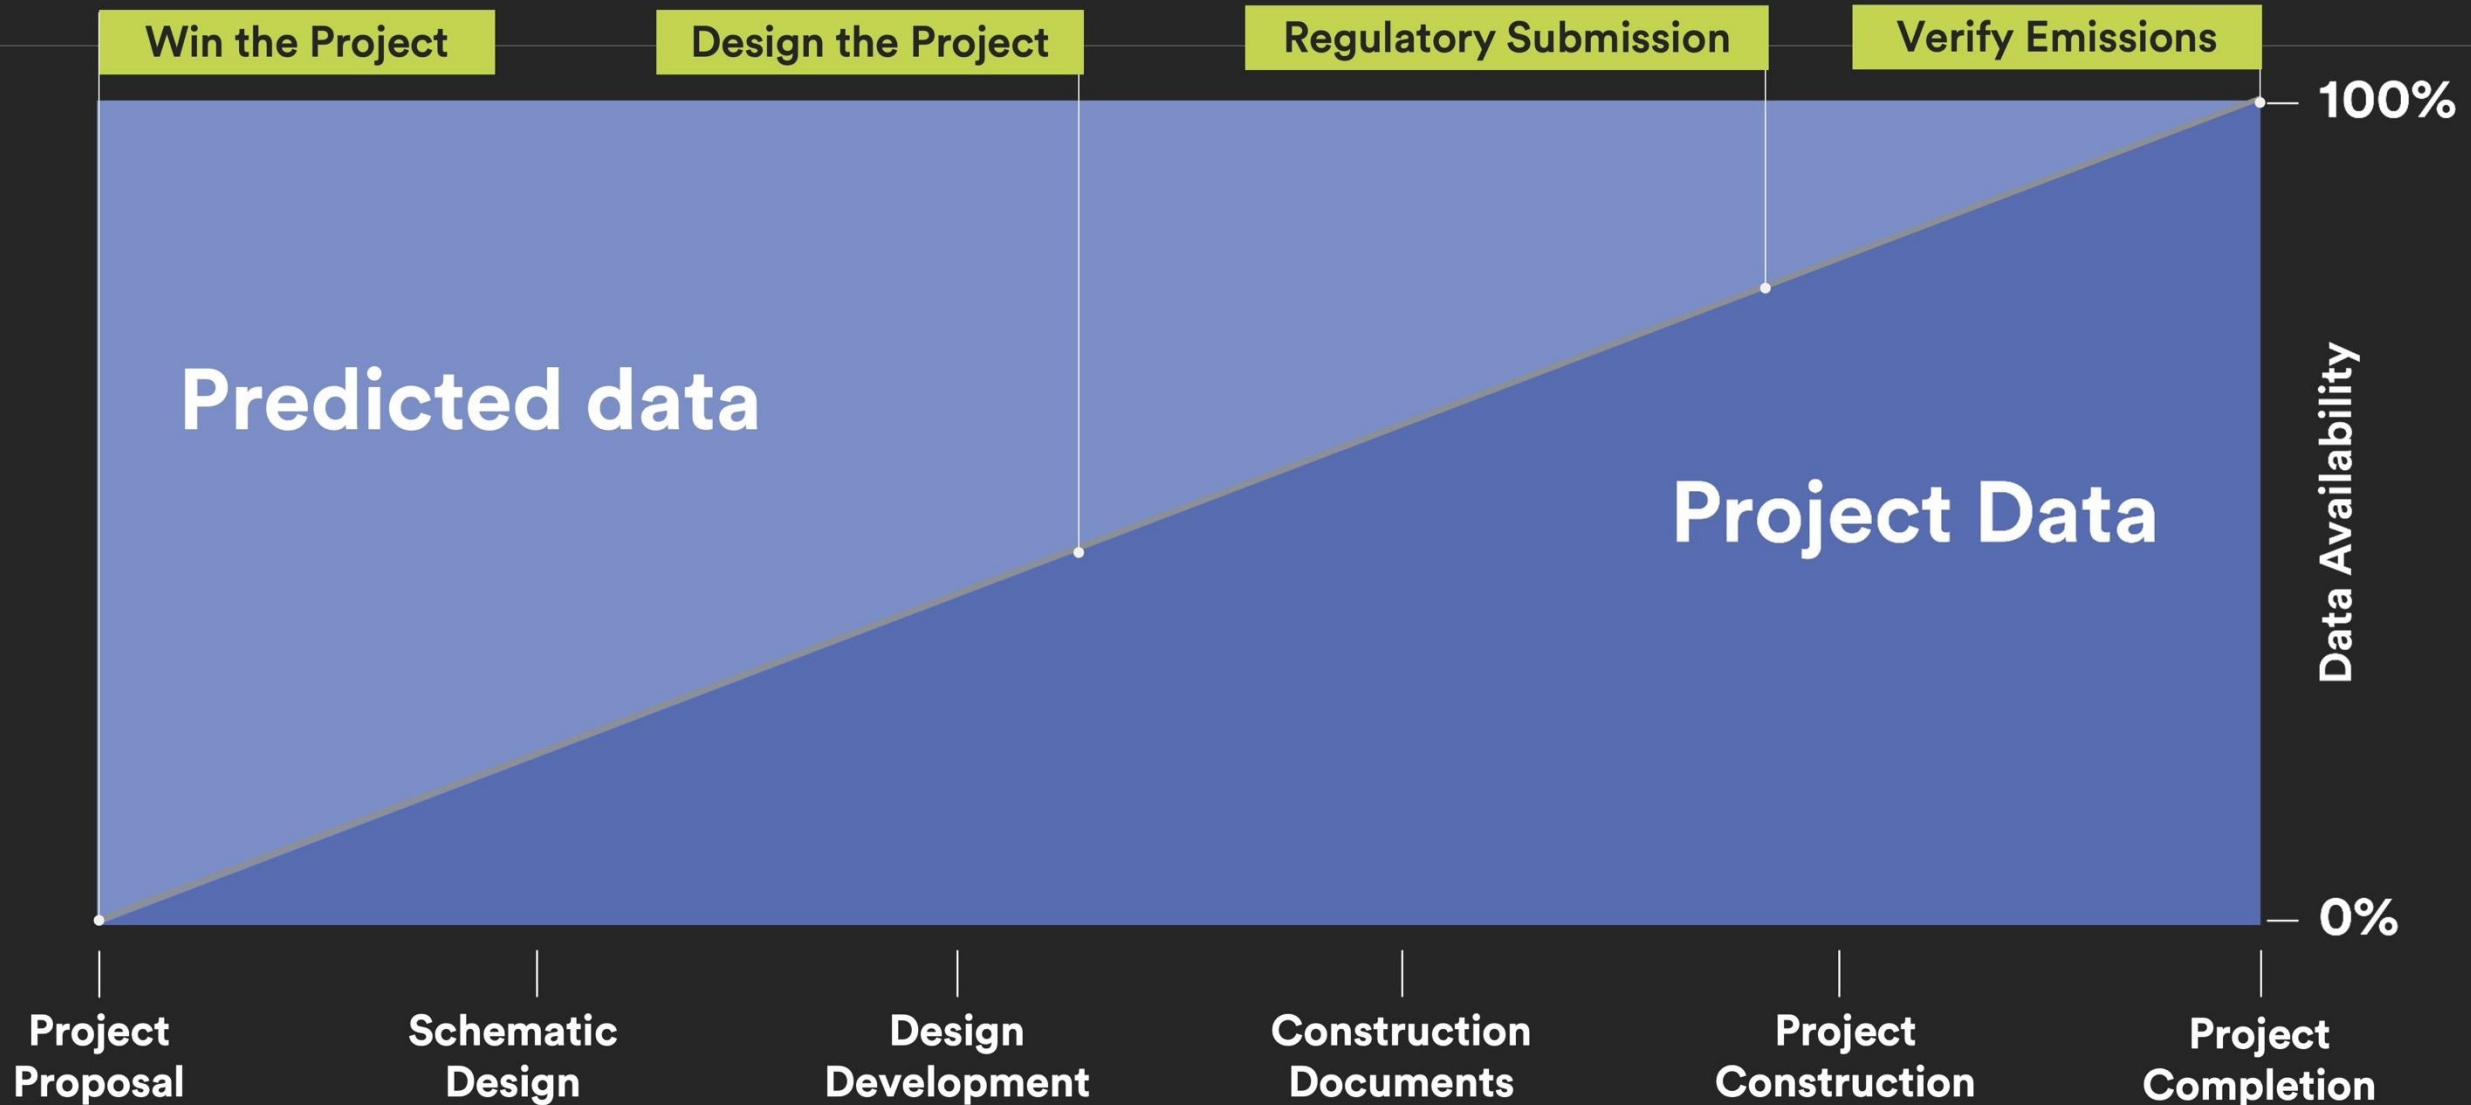 Win the Project
Design the Project
Regulatory Submission
Verify Emissions
100%
Predicted data
Project Data
Data Availability
0%
Project
Proposal
Schematic
Design
Design
Development
Construction
Documents
Project
Construction
Project
Completion